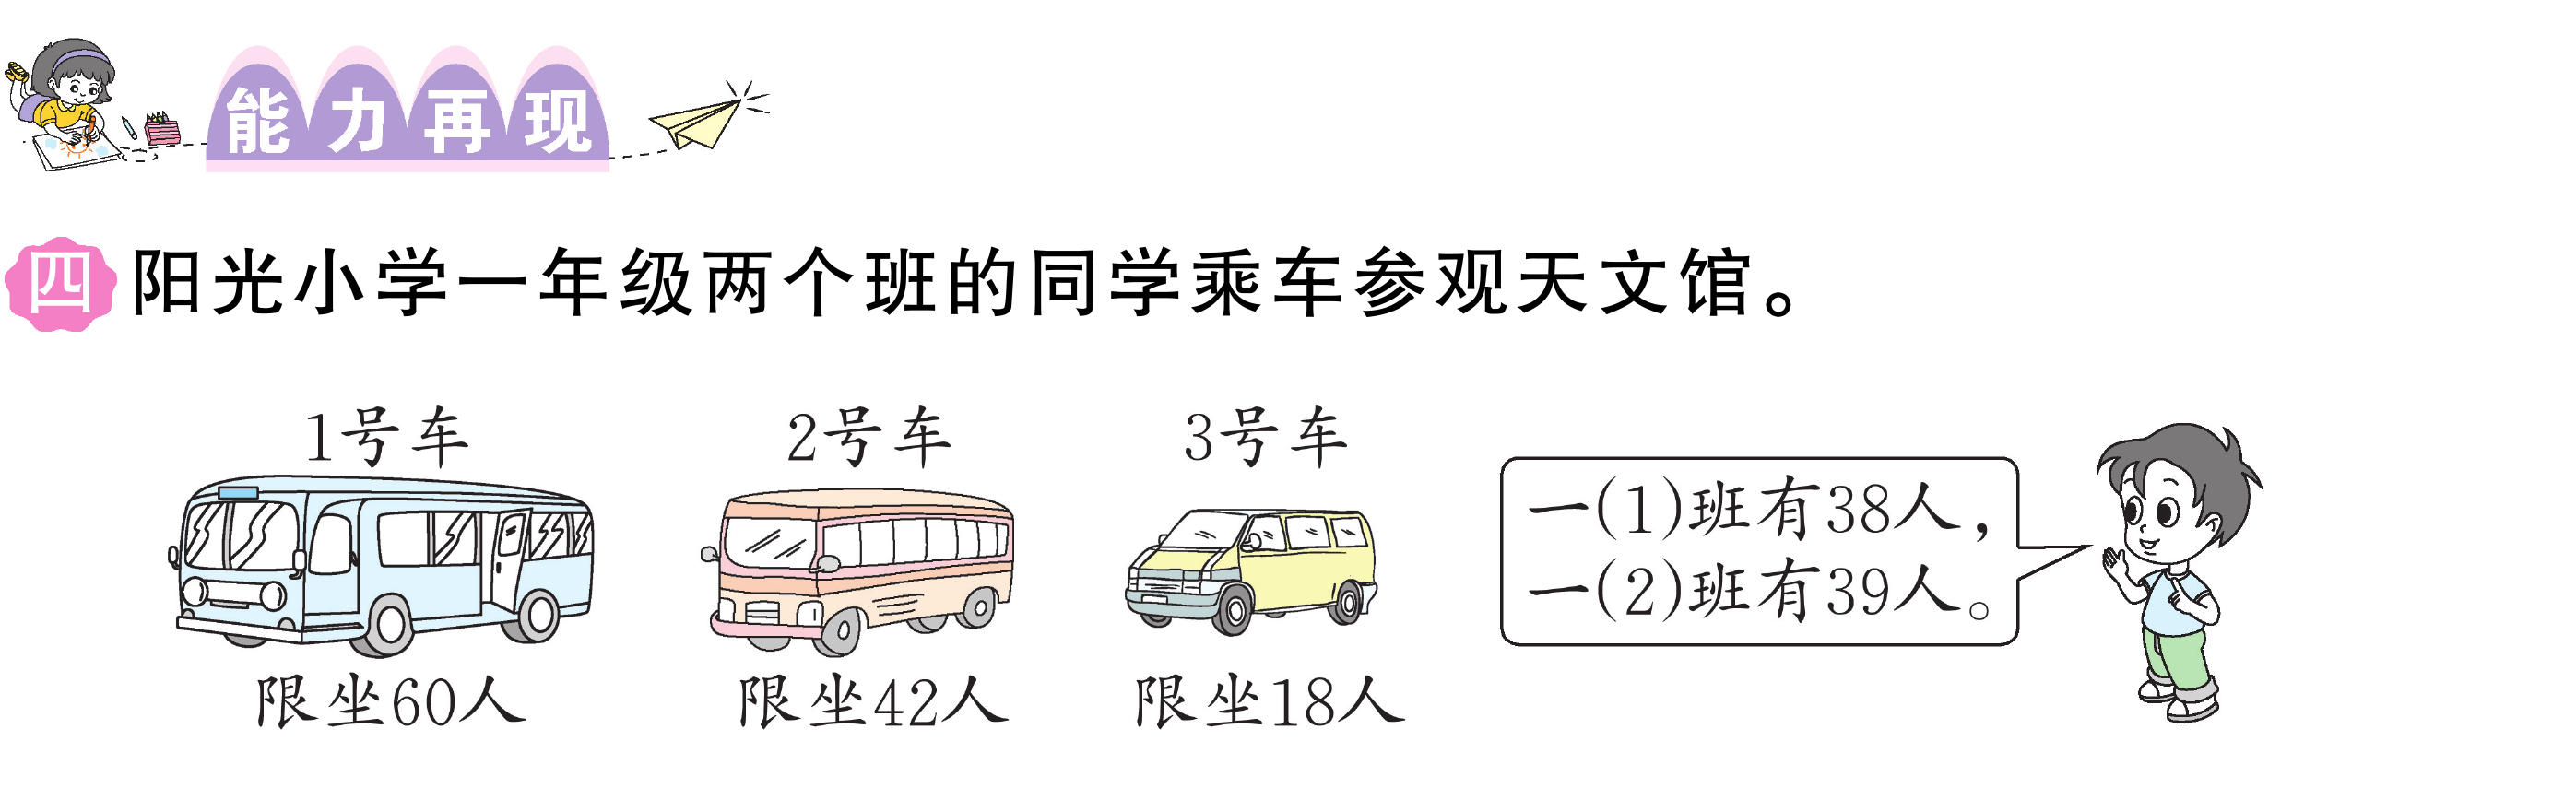 能力再现
四 阳光小学一年级两个班的同学乘车参观天文馆。
1号车 2号车 3号车
一(1)班有38人，
一(2)班有39人。
限坐60人 限坐42人 限坐18人